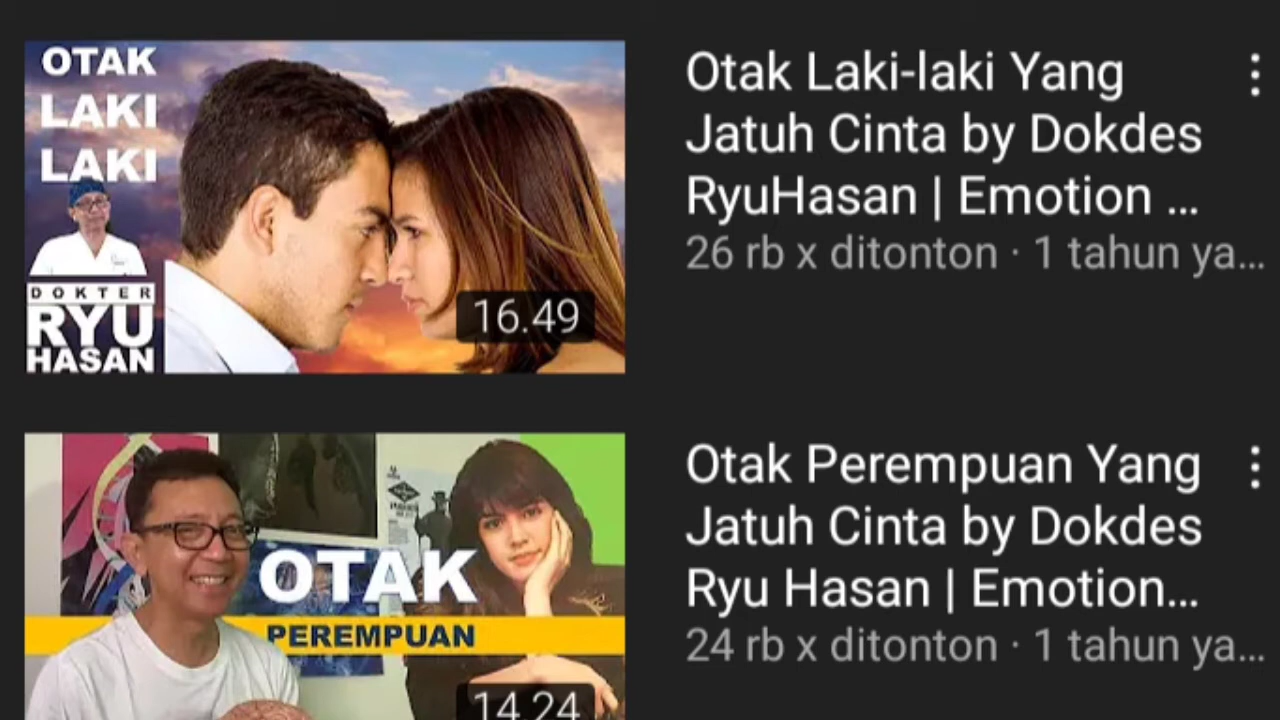 OTAK
LAKI
LAKI
DOKTER
RYU
HASAN
16.49
Otak Laki-laki Yang
Jatuh Cinta by Dokdes
RyuHasan | Emotion ...
26 rb x ditonton · 1 tahun ya...
OTAK
PEREMPUAN
14.24
Otak Perempuan Yang
Jatuh Cinta by Dokdes
Ryu Hasan | Emotion...
24 rb x ditonton · 1 tahun ya...